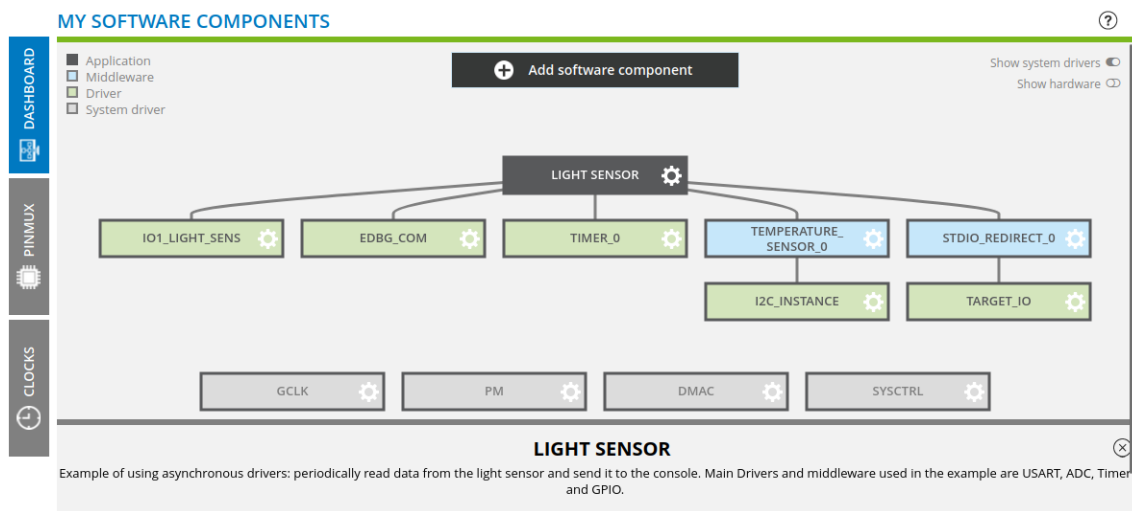 MY SOFTWARE COMPONENTS
?
DASHBOARD
PINMUX
CLOCKS
Application
Middleware
Driver
System driver
Add software component
Show system drivers
Show hardware
LIGHT SENSOR
IO1_LIGHT_SENS
EDBG_COM
TIMER_0
TEMPERATURE_
SENSOR_0
STDIO_REDIRECT_0
I2C_INSTANCE
TARGET_IO
GCLK
PM
DMAC
SYSCTRL
LIGHT SENSOR
Example of using asynchronous drivers: periodically read data from the light sensor and send it to the console. Main Drivers and middleware used in the example are USART, ADC, Timer
and GPIO.